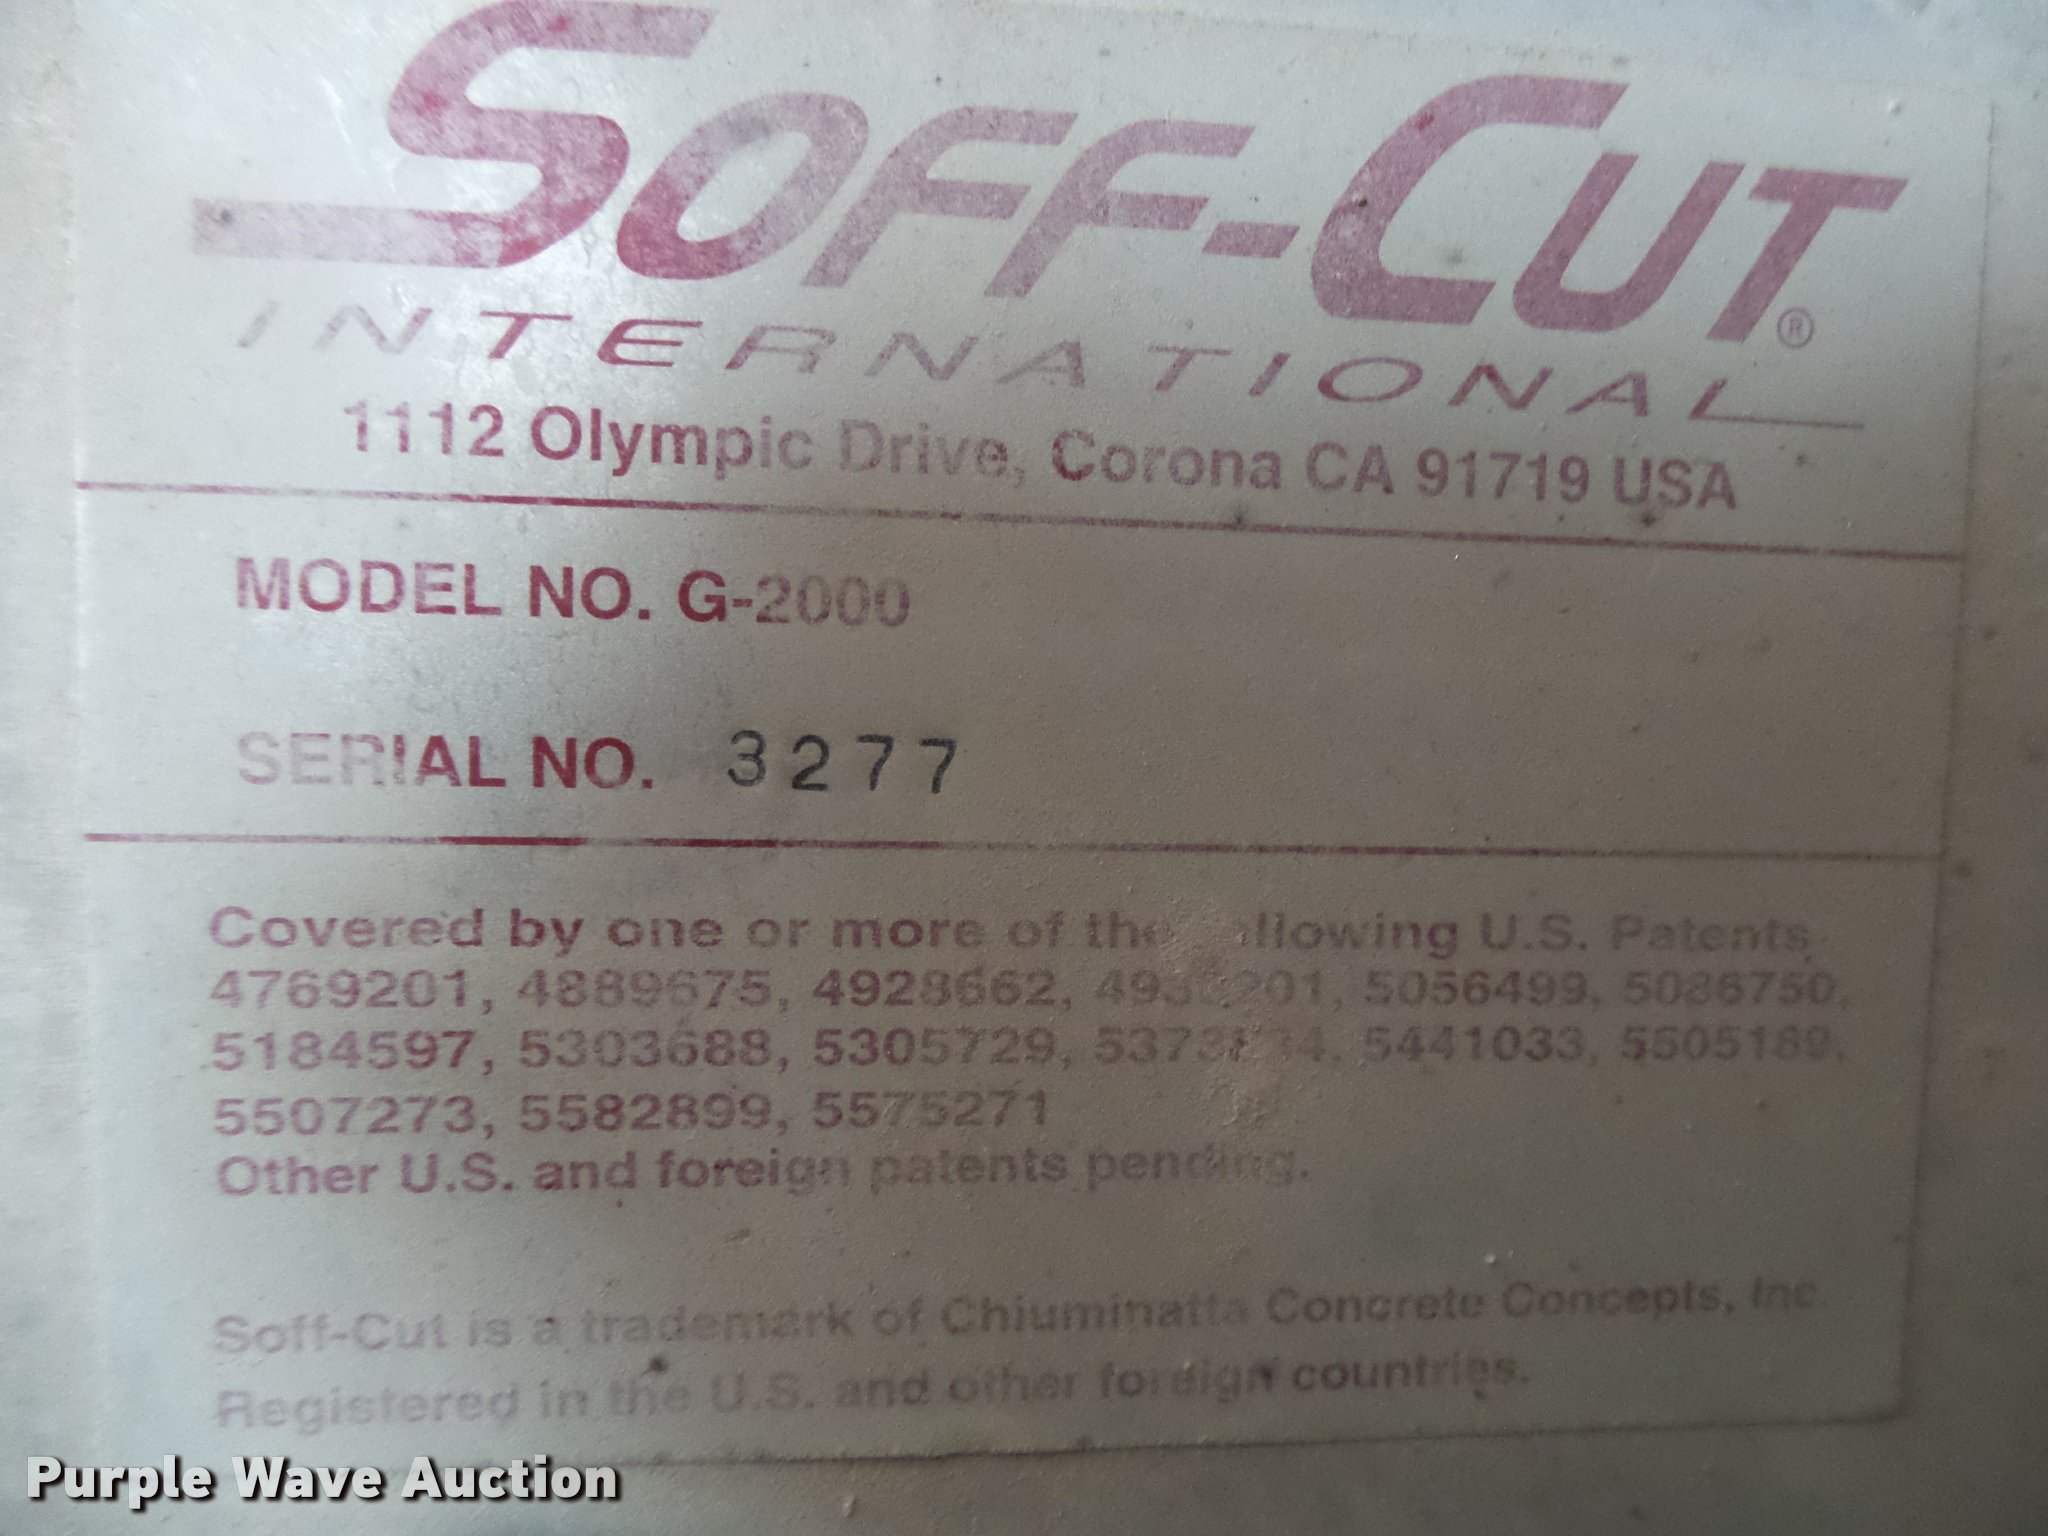 SOFF-CUT®
INTERNATIONAL
1112 Olympic Drive, Corona CA 91719 USA
MODEL NO. G-2000
SERIAL NO. 3277
Covered by one or more of the following U.S. Patents
4769201, 4889675, 4928662, 5056499, 5086750,
5184597, 5303688, 5305729, 5441033, 5505189,
5507273, 5582899, 5575271
Other U.S. and foreign patents pending.
Soff-Cut is a trademark of Chiuminatta Concrete Concepts, Inc.
Registered in the U.S. and other foreign countries.
Purple Wave Auction